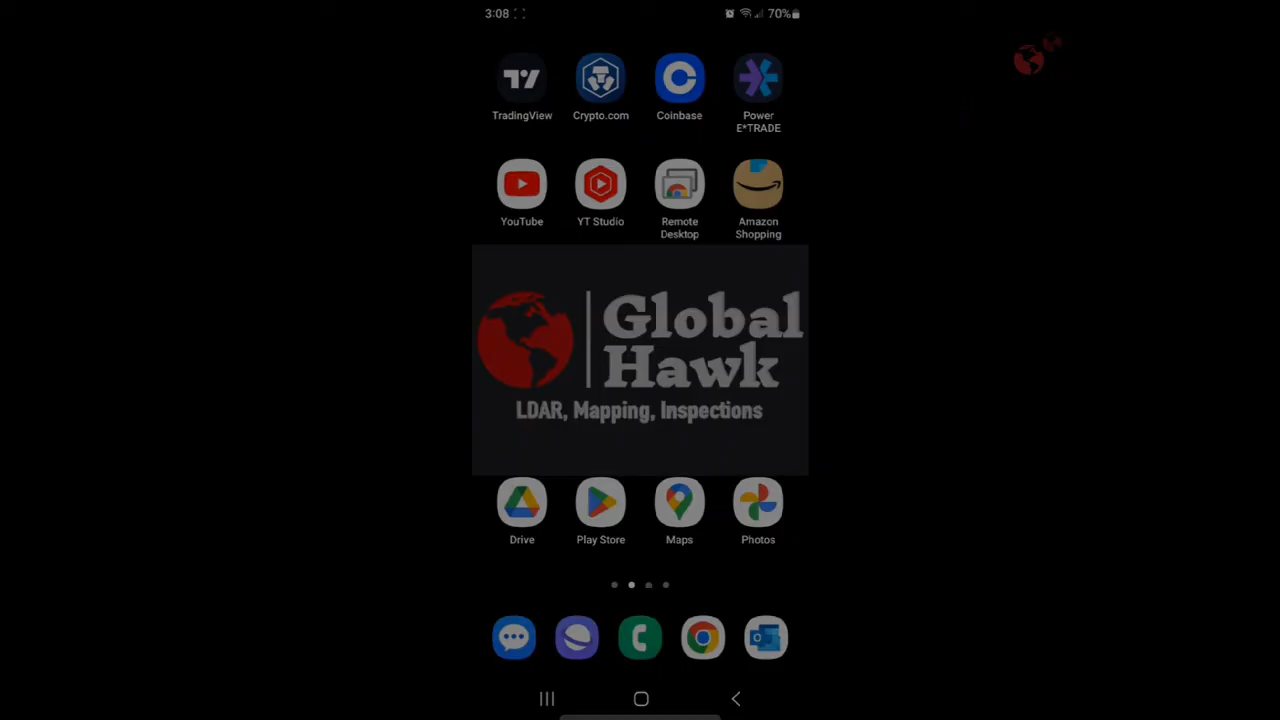 3:08
70%
TradingView
Crypto.com
Coinbase
Power
E*TRADE
YouTube
YT Studio
Remote
Desktop
Amazon
Shopping
Global
Hawk
LDAR, Mapping, Inspections
Drive
Play Store
Maps
Photos